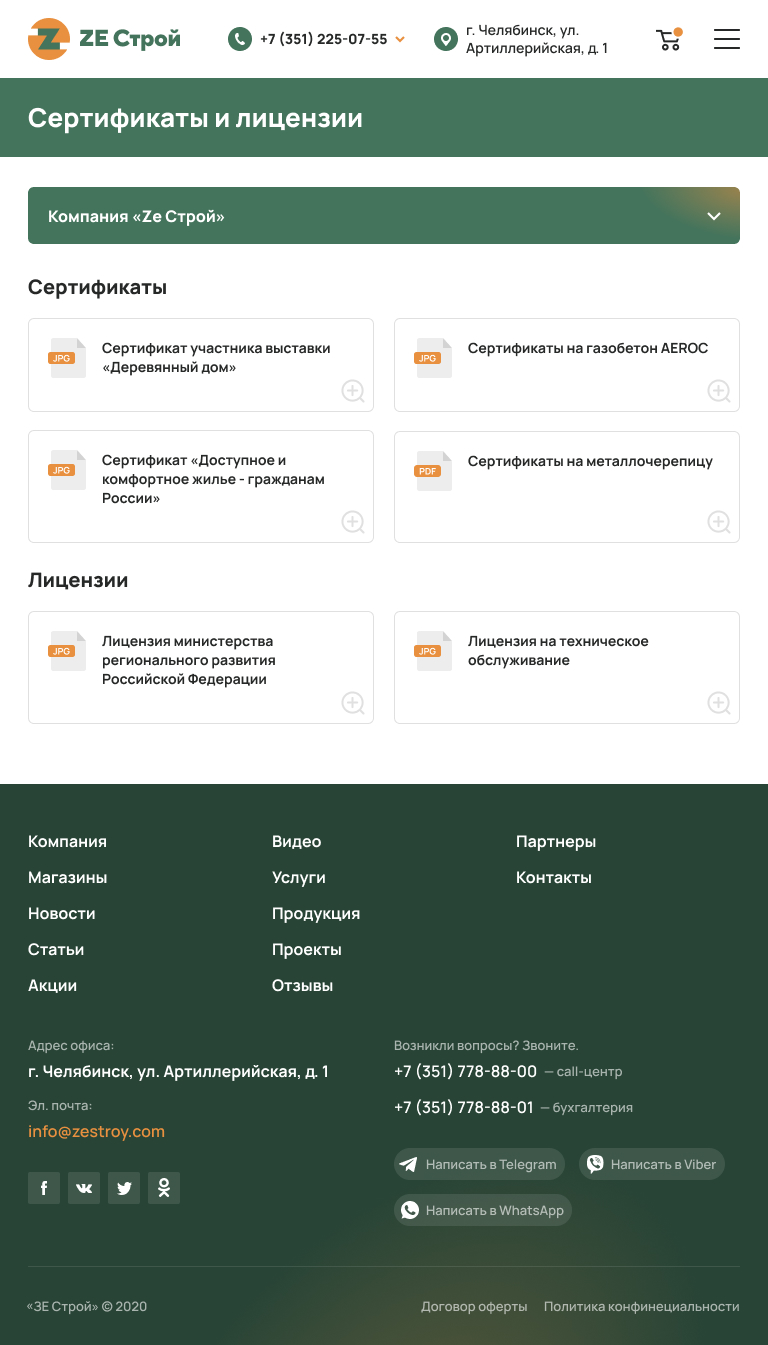 ZE Строй
+7 (351) 225-07-55
г. Челябинск, ул.
Артиллерийская, д. 1
Сертификаты и лицензии
Компания «Ze Строй»
Сертификаты
JPG
Сертификат участника выставки
«Деревянный дом»
JPG
Сертификаты на газобетон AEROC
JPG
Сертификат «Доступное и
комфортное жилье - гражданам
России»
PDF
Сертификаты на металлочерепицу
Лицензии
JPG
Лицензия министерства
регионального развития
Российской Федерации
JPG
Лицензия на техническое
обслуживание
Компания
Магазины
Новости
Статьи
Акции
Видео
Услуги
Продукция
Проекты
Отзывы
Партнеры
Контакты
Адрес офиса:
г. Челябинск, ул. Артиллерийская, д. 1
Эл. почта:
info@zestroy.com
Возникли вопросы? Звоните.
+7 (351) 778-88-00 — call-центр
+7 (351) 778-88-01 — бухгалтерия
Написать в Telegram
Написать в Viber
Написать в WhatsApp
«ЗЕ Строй» © 2020
Договор оферты
Политика конфинециальности